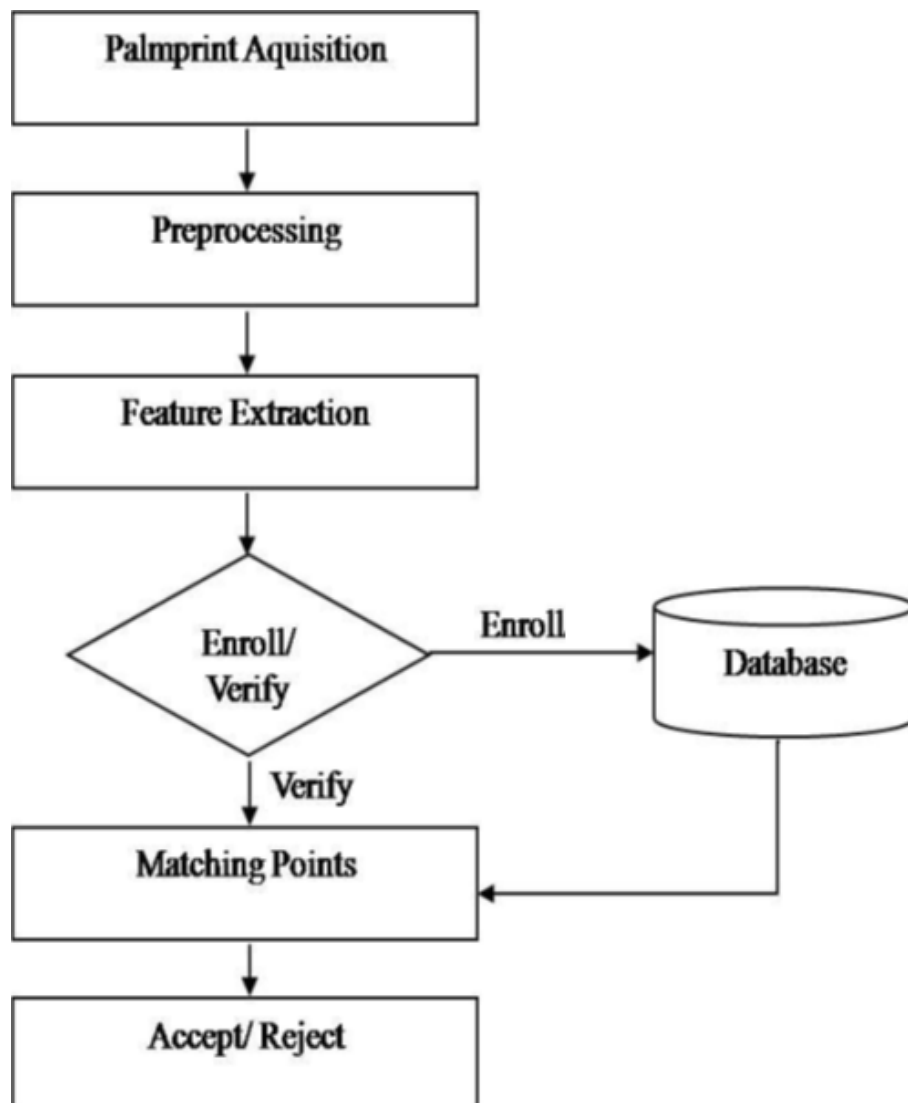 Palmprint Aquisition
Preprocessing
Feature Extraction
Enroll/
Verify
Enroll
Database
Verify
Matching Points
Accept/ Reject